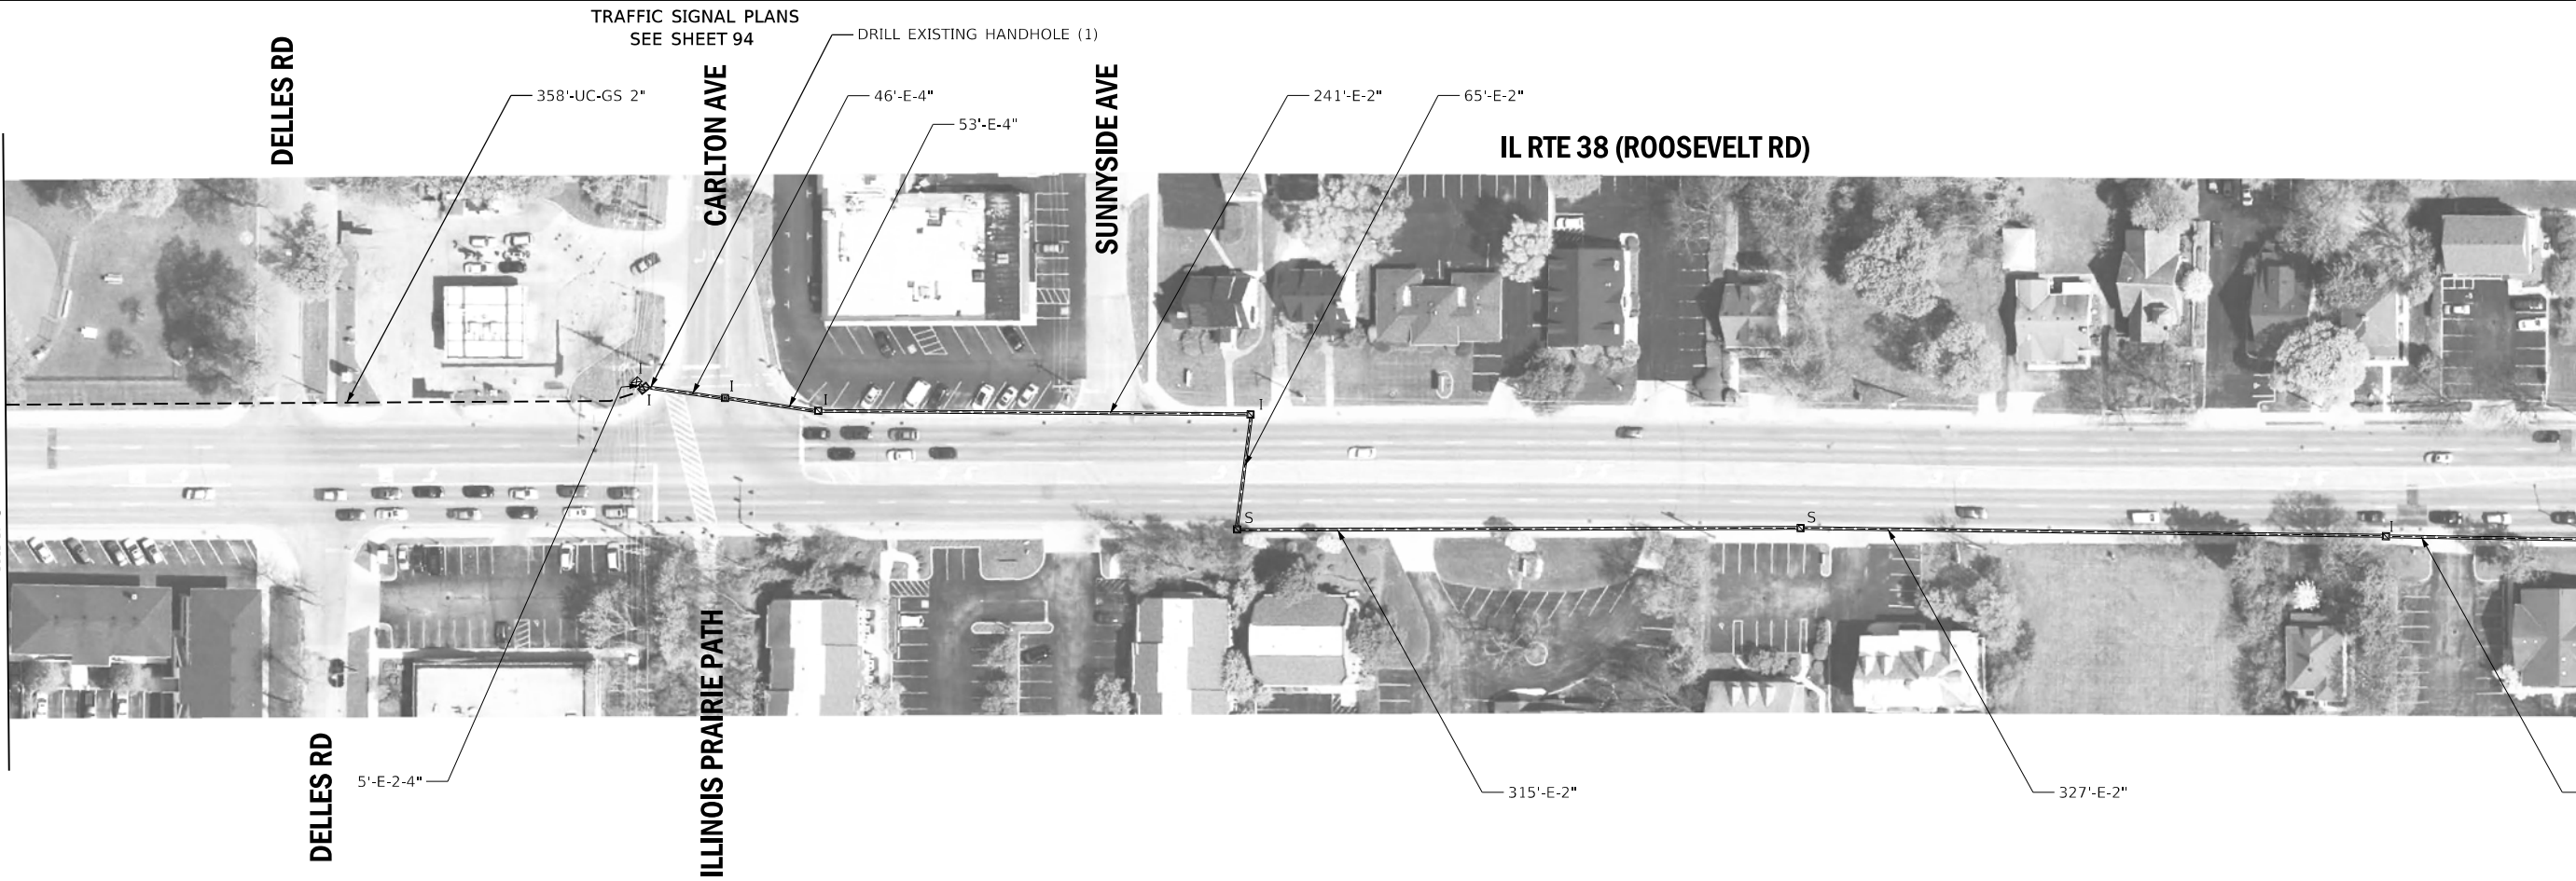 TRAFFIC SIGNAL PLANS
SEE SHEET 94
DRILL EXISTING HANDHOLE (1)
DELLES RD
CARLTON AVE
SUNNYSIDE AVE
358'-UC-GS 2"
46'-E-4"
53'-E-4"
241'-E-2"
65'-E-2"
IL RTE 38 (ROOSEVELT RD)
I
I
I
I
I
S
S
I
5'-E-2-4"
315'-E-2"
327'-E-2"
DELLES RD
ILLINOIS PRAIRIE PATH